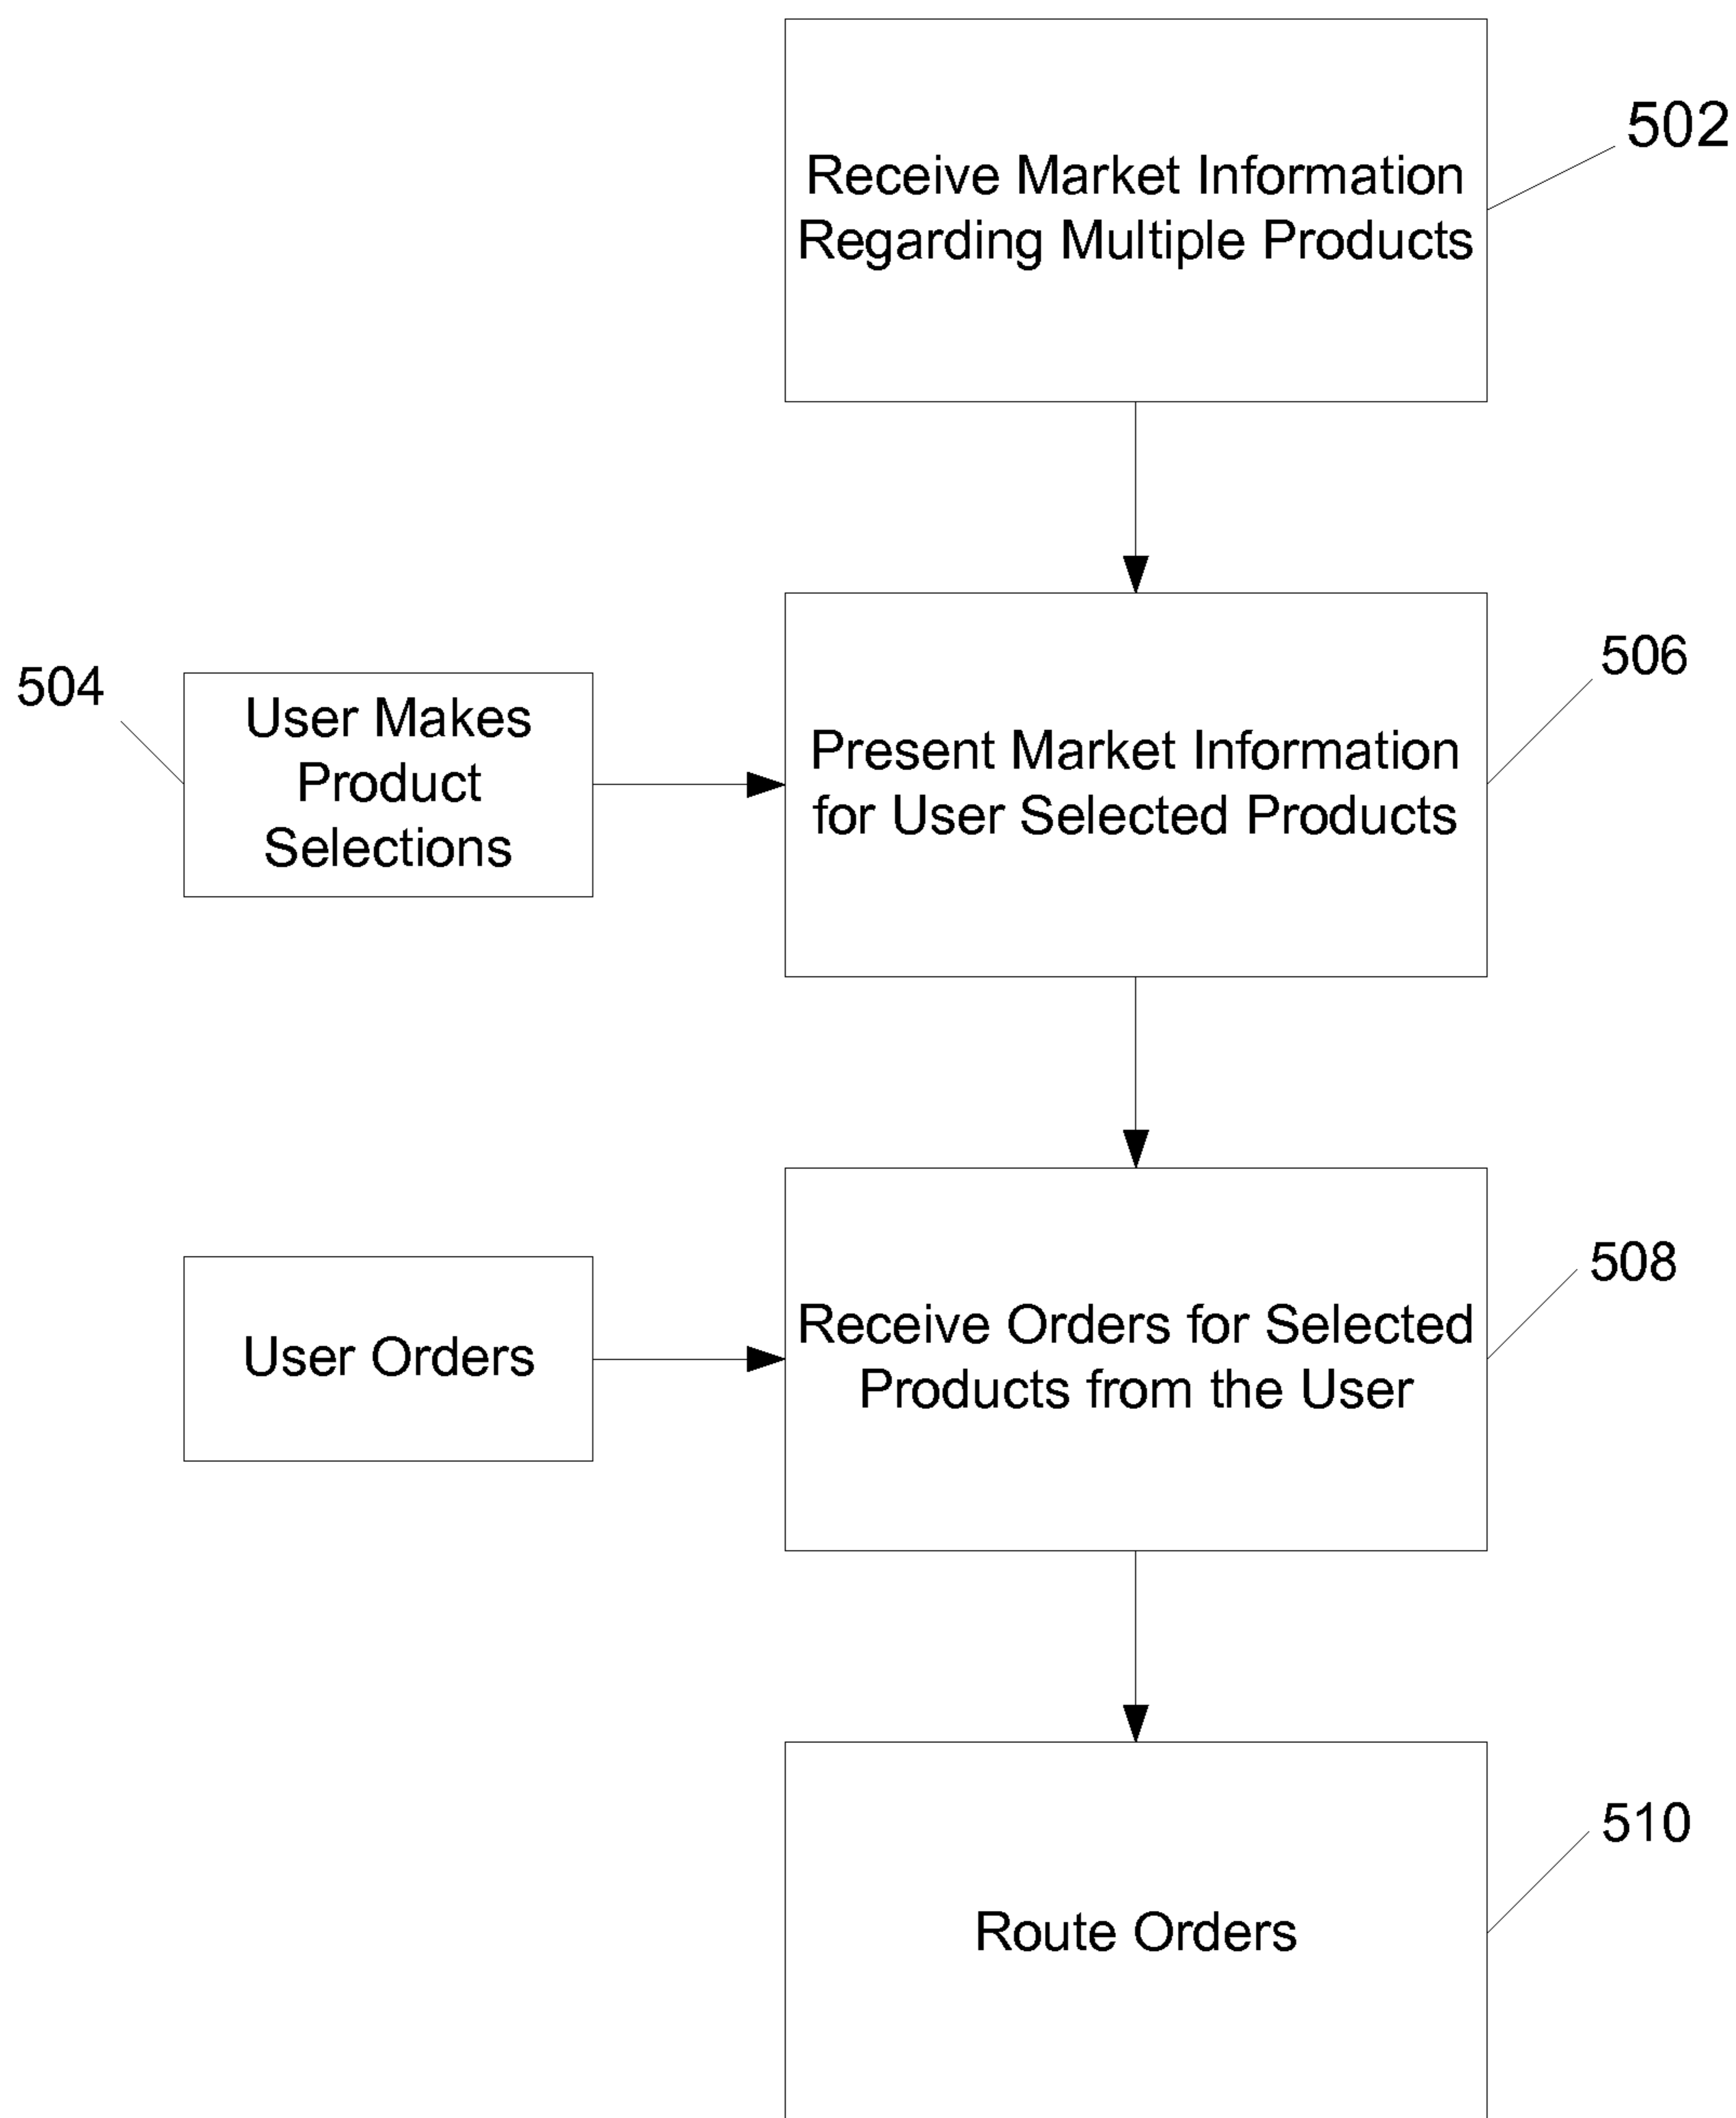 Receive Market Information
Regarding Multiple Products
502
504
User Makes
Product
Selections
Present Market Information
for User Selected Products
506
User Orders
Receive Orders for Selected
Products from the User
508
Route Orders
510